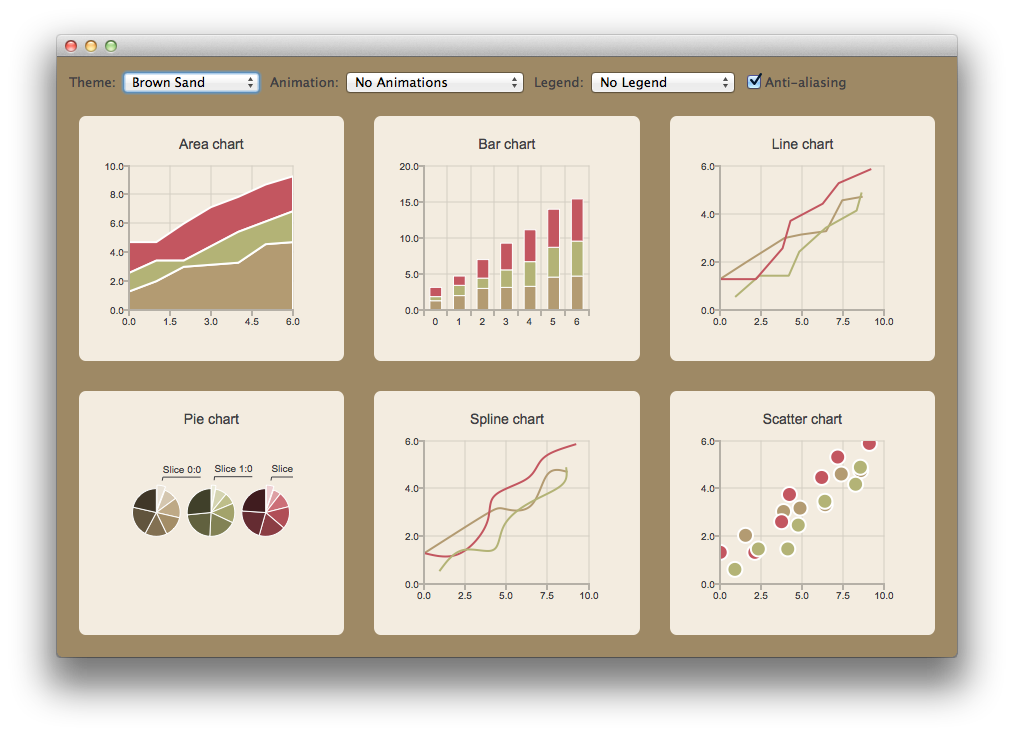 Theme: Brown Sand Animation: No Animations Legend: No Legend Anti-aliasing
Area chart
10.0
8.0
6.0
4.0
2.0
0.0
0.0 1.5 3.0 4.5 6.0
Bar chart
20.0
15.0
10.0
5.0
0.0
0 1 2 3 4 5 6
Line chart
6.0
4.0
2.0
0.0
0.0 2.5 5.0 7.5 10.0
Pie chart
Slice 0:0 Slice 1:0 Slice
Spline chart
6.0
4.0
2.0
0.0
0.0 2.5 5.0 7.5 10.0
Scatter chart
6.0
4.0
2.0
0.0
0.0 2.5 5.0 7.5 10.0